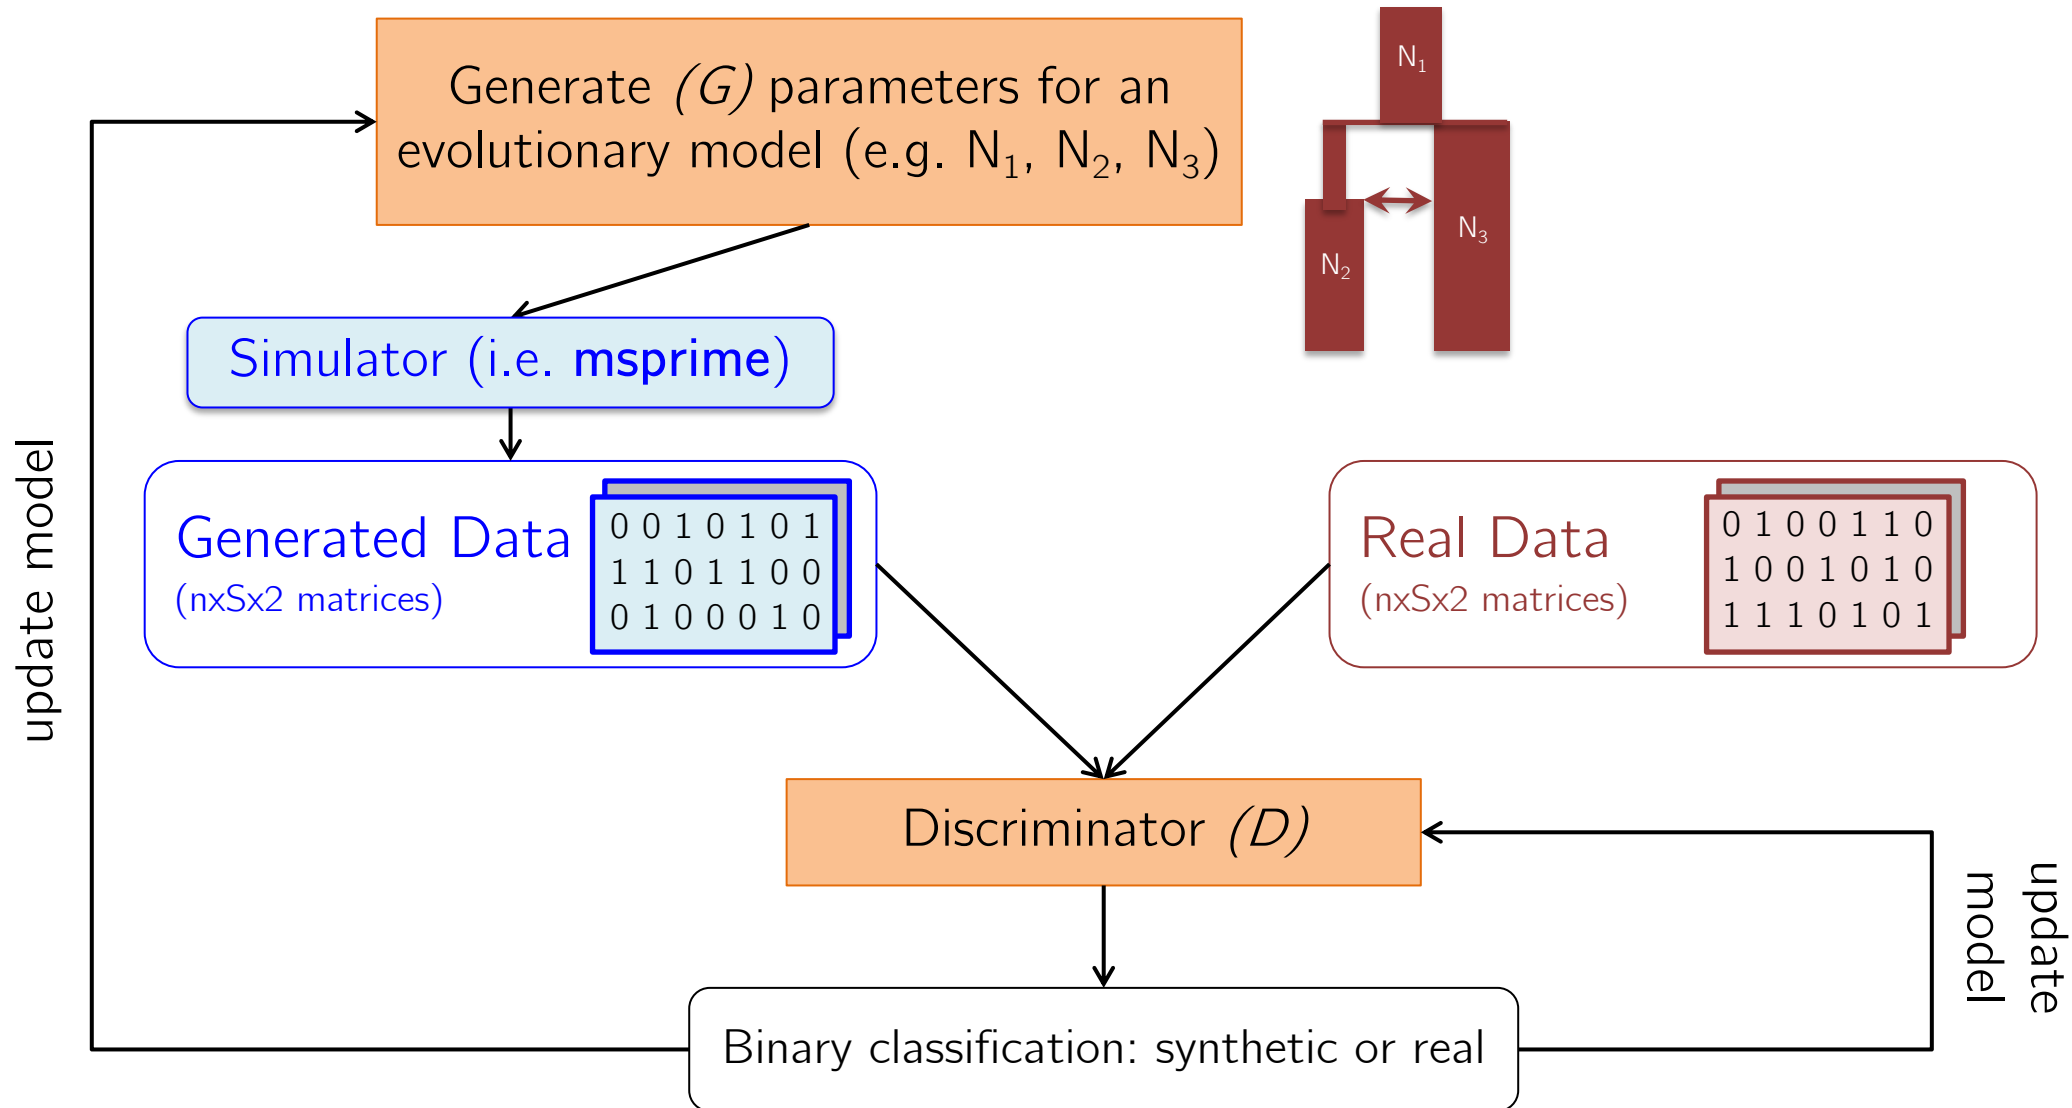 Generate (G) parameters for an
evolutionary model (e.g. N₁, N₂, N₃)
N₁
N₂
N₃
Simulator (i.e. msprime)
update model
Generated Data
(nxSx2 matrices)
0 0 1 0 1 0 1
1 1 0 1 1 0 0
0 1 0 0 0 1 0
Real Data
(nxSx2 matrices)
0 1 0 0 1 1 0
1 0 0 1 0 1 0
1 1 1 0 1 0 1
Discriminator (D)
update
model
Binary classification: synthetic or real